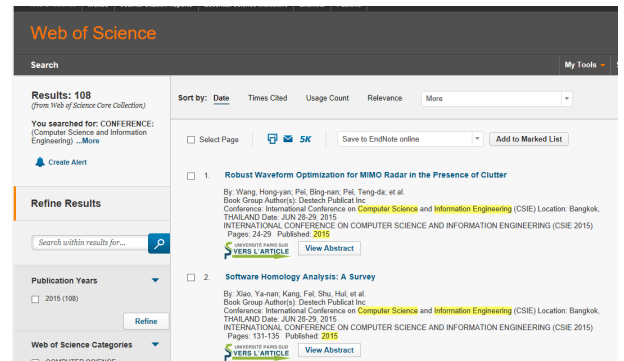 Web of Science
Search
My Tools
Results: 108
(from Web of Science Core Collection)
You searched for: CONFERENCE:
(Computer Science and Information
Engineering) ...More
Create Alert
Refine Results
Search within results for...
Publication Years
2015 (108)
Refine
Web of Science Categories
COMPUTER SCIENCE
Sort by: Date Times Cited Usage Count Relevance More
Select Page 5K Save to EndNote online Add to Marked List
1. Robust Waveform Optimization for MIMO Radar in the Presence of Clutter
By: Wang, Hong-yan; Pei, Bing-nan; Pei, Teng-da; et al.
Book Group Author(s): Destech Publicat Inc
Conference: International Conference on Computer Science and Information Engineering (CSIE) Location: Bangkok,
THAILAND Date: JUN 28-29, 2015
INTERNATIONAL CONFERENCE ON COMPUTER SCIENCE AND INFORMATION ENGINEERING (CSIE 2015)
Pages: 24-29 Published: 2015
UNIVERSITÉ PARIS SUD
VERS L'ARTICLE View Abstract
2. Software Homology Analysis: A Survey
By: Xiao, Ya-nan; Kang, Fei; Shu, Hui; et al.
Book Group Author(s): Destech Publicat Inc
Conference: International Conference on Computer Science and Information Engineering (CSIE) Location: Bangkok,
THAILAND Date: JUN 28-29, 2015
INTERNATIONAL CONFERENCE ON COMPUTER SCIENCE AND INFORMATION ENGINEERING (CSIE 2015)
Pages: 131-135 Published: 2015
UNIVERSITÉ PARIS SUD
VERS L'ARTICLE View Abstract